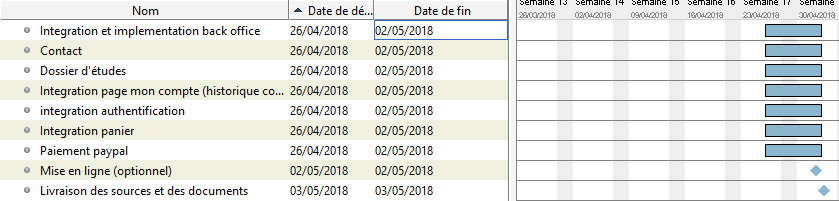 Nom Date de dé... Date de fin
Semaine 13 Semaine 14 Semaine 15 Semaine 16 Semaine 17 Semaine
26/03/2018 02/04/2018 09/04/2018 16/04/2018 23/04/2018 30/04/2018
Integration et implementation back office 26/04/2018 02/05/2018
Contact 26/04/2018 02/05/2018
Dossier d'études 26/04/2018 02/05/2018
Integration page mon compte (historique co... 26/04/2018 02/05/2018
integration authentification 26/04/2018 02/05/2018
Integration panier 26/04/2018 02/05/2018
Paiement paypal 26/04/2018 02/05/2018
Mise en ligne (optionnel) 02/05/2018 02/05/2018
Livraison des sources et des documents 03/05/2018 03/05/2018